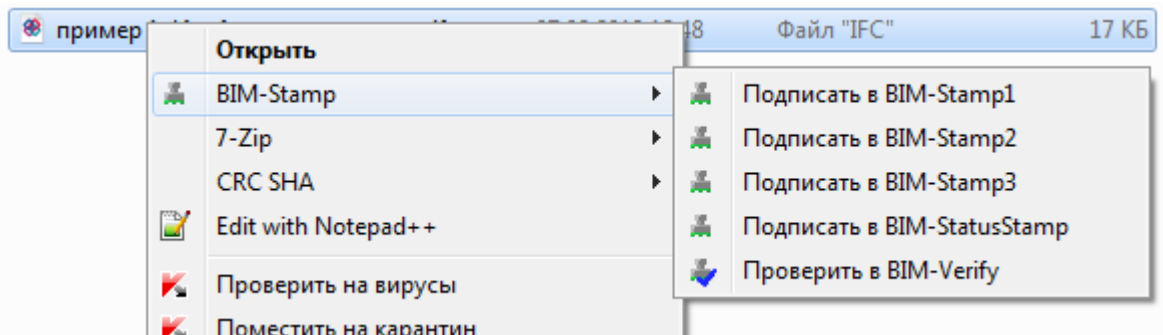 пример
48 Файл "IFC" 17 КБ
Открыть
BIM-Stamp
7-Zip
CRC SHA
Edit with Notepad++
Проверить на вирусы
Поместить на карантин
Подписать в BIM-Stamp1
Подписать в BIM-Stamp2
Подписать в BIM-Stamp3
Подписать в BIM-StatusStamp
Проверить в BIM-Verify